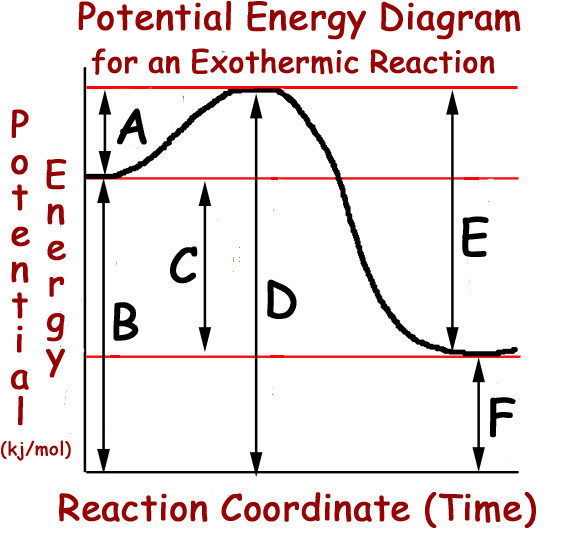 Potential Energy Diagram
for an Exothermic Reaction
Potential
Energy
(kj/mol)
A
B
C
D
E
F
Reaction Coordinate (Time)